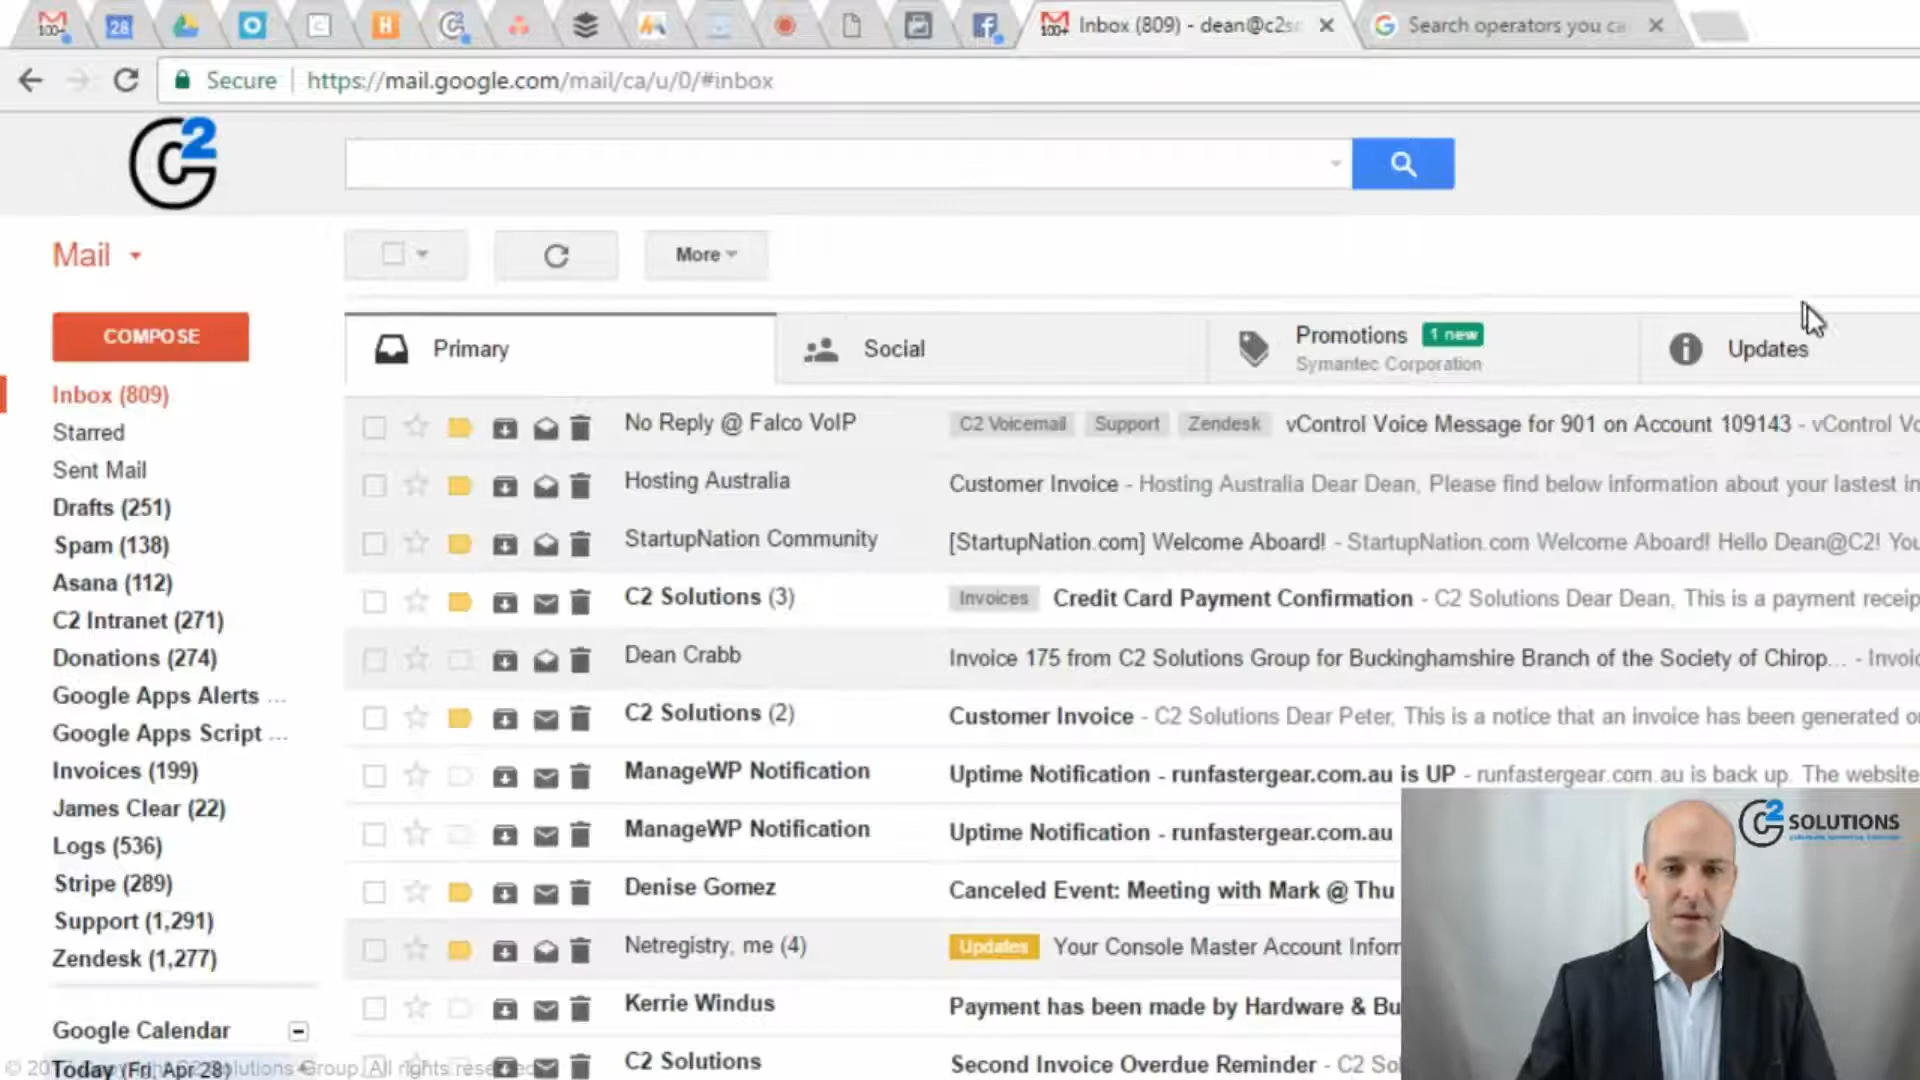 100+
28
H
Inbox (809) - dean@c2s
Search operators you ca
Secure https://mail.google.com/mail/ca/u/0/#inbox
C2
Mail
More
COMPOSE
Primary
Social
Promotions 1 new
Symantec Corporation
Updates
Inbox (809)
Starred
Sent Mail
Drafts (251)
Spam (138)
Asana (112)
C2 Intranet (271)
Donations (274)
Google Apps Alerts ...
Google Apps Script ...
Invoices (199)
James Clear (22)
Logs (536)
Stripe (289)
Support (1,291)
Zendesk (1,277)
Google Calendar
Today (Fri, Apr 28)
No Reply @ Falco VoIP C2 Voicemail Support Zendesk vControl Voice Message for 901 on Account 109143 - vControl Vo
Hosting Australia Customer Invoice - Hosting Australia Dear Dean, Please find below information about your lastest in
StartupNation Community [StartupNation.com] Welcome Aboard! - StartupNation.com Welcome Aboard! Hello Dean@C2! You
C2 Solutions (3) Invoices Credit Card Payment Confirmation - C2 Solutions Dear Dean, This is a payment receip
Dean Crabb Invoice 175 from C2 Solutions Group for Buckinghamshire Branch of the Society of Chirop... - Invoic
C2 Solutions (2) Customer Invoice - C2 Solutions Dear Peter, This is a notice that an invoice has been generated o
ManageWP Notification Uptime Notification - runfastergear.com.au is UP - runfastergear.com.au is back up. The website
ManageWP Notification Uptime Notification - runfastergear.com.au
Denise Gomez Canceled Event: Meeting with Mark @ Thu
Netregistry, me (4) Updates Your Console Master Account Inform
Kerrie Windus Payment has been made by Hardware & Bu
C2 Solutions Second Invoice Overdue Reminder - C2 So
C2 SOLUTIONS
Solutions Group. All rights rese